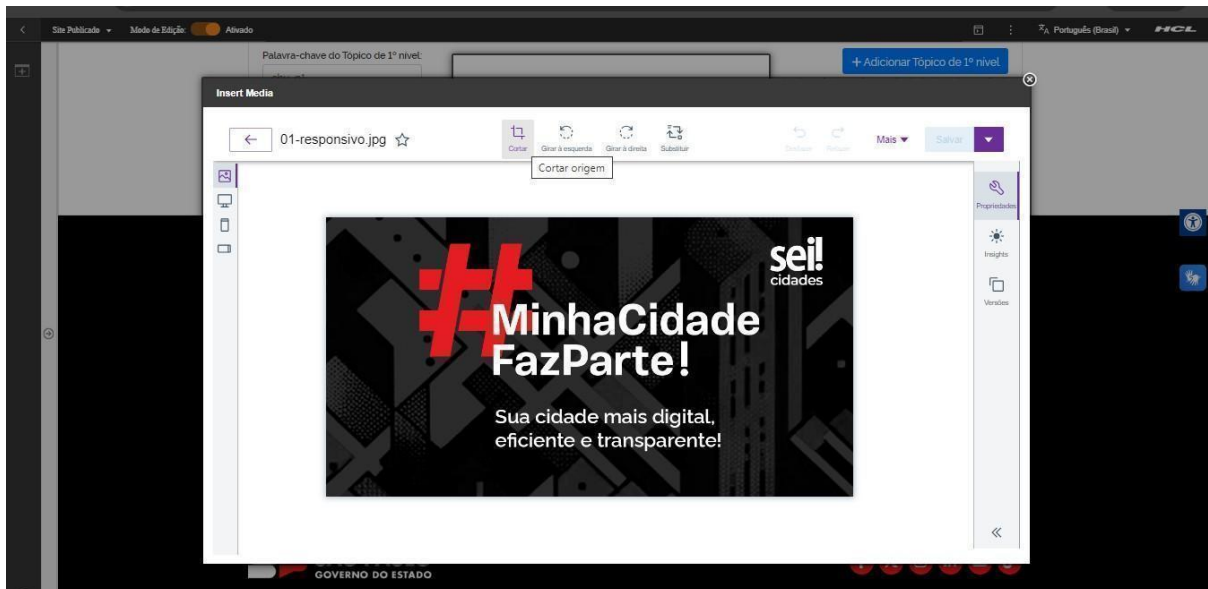 Site Publicado
Modo de Edição:
Ativado
Português (Brasil)
HCL
Palavra-chave do Tópico de 1º nível:
+ Adicionar Tópico de 1º nível
Insert Media
01-responsivo.jpg
Cortar
Girar à esquerda
Girar à direita
Substituir
Desfazer
Refazer
Mais
Salvar
Cortar origem
Propriedades
Insights
Versões
sei!
cidades
#MinhaCidade
FazParte!
Sua cidade mais digital,
eficiente e transparente!
GOVERNO DO ESTADO